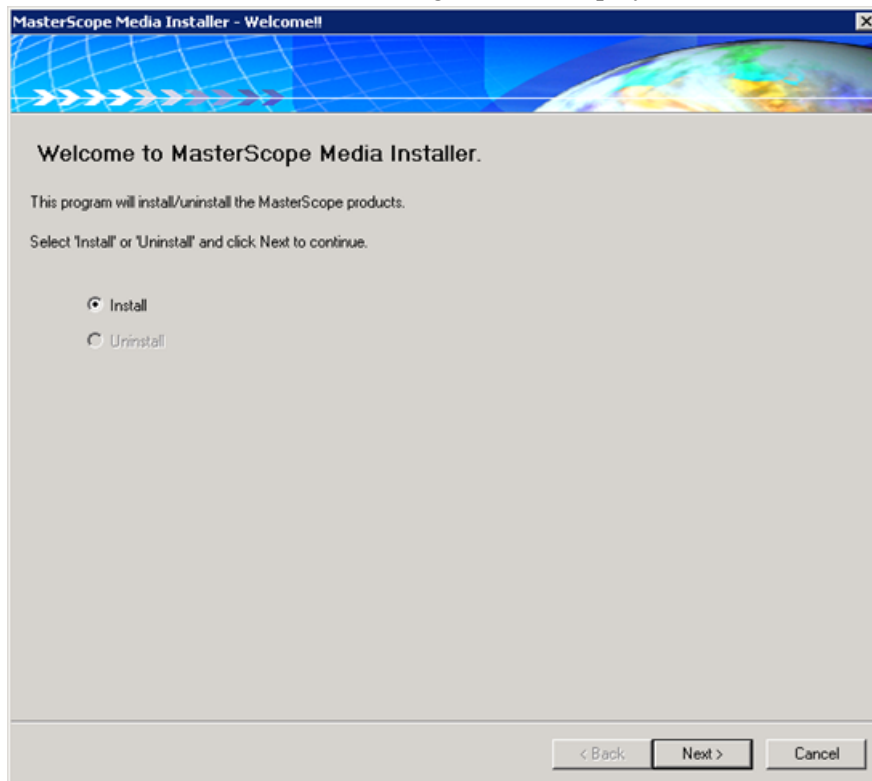 MasterScope Media Installer - Welcome!!
Welcome to MasterScope Media Installer.
This program will install/uninstall the MasterScope products.
Select 'Install' or 'Uninstall' and click Next to continue.
Install
Uninstall
< Back Next > Cancel